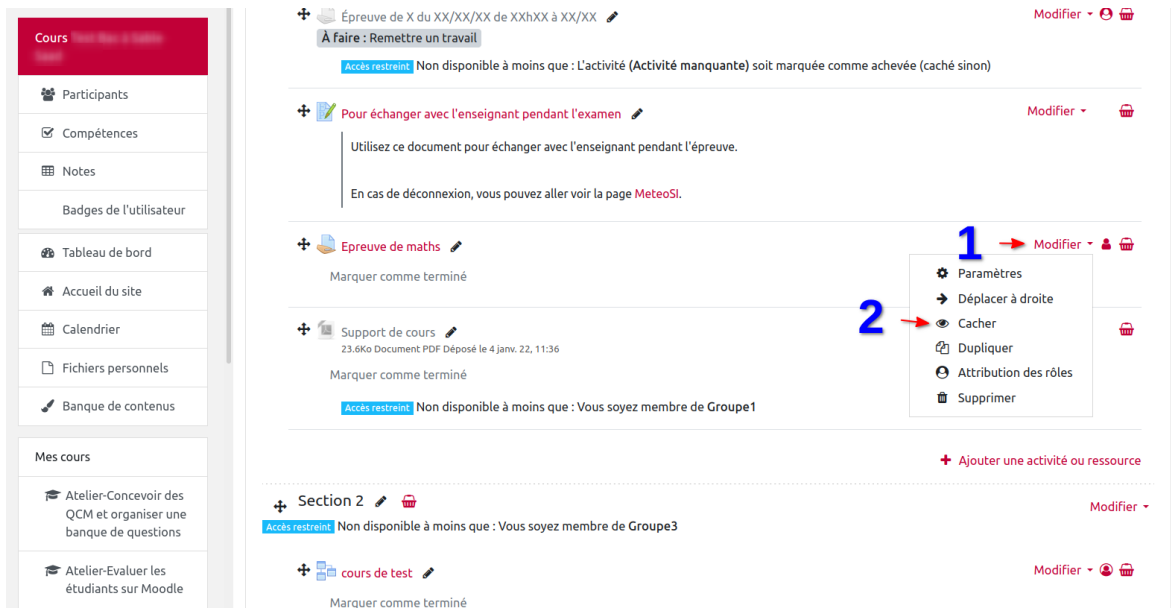 Cours
Participants
Compétences
Notes
Badges de l'utilisateur
Tableau de bord
Accueil du site
Calendrier
Fichiers personnels
Banque de contenus
Mes cours
Atelier-Concevoir des
QCM et organiser une
banque de questions
Atelier-Evaluer les
étudiants sur Moodle
Épreuve de X du XX/XX/XX de XXhXX à XX/XX
Modifier
À faire : Remettre un travail
Accès restreint Non disponible à moins que : L'activité (Activité manquante) soit marquée comme achevée (caché sinon)
Pour échanger avec l'enseignant pendant l'examen
Modifier
Utilisez ce document pour échanger avec l'enseignant pendant l'épreuve.
En cas de déconnexion, vous pouvez aller voir la page MeteoSI.
Epreuve de maths
1
Modifier
Marquer comme terminé
Paramètres
Déplacer à droite
2
Cacher
Dupliquer
Attribution des rôles
Supprimer
Support de cours
23.6Ko Document PDF Déposé le 4 janv. 22, 11:36
Marquer comme terminé
Accès restreint Non disponible à moins que : Vous soyez membre de Groupe1
Ajouter une activité ou ressource
Section 2
Modifier
Accès restreint Non disponible à moins que : Vous soyez membre de Groupe3
cours de test
Modifier
Marquer comme terminé